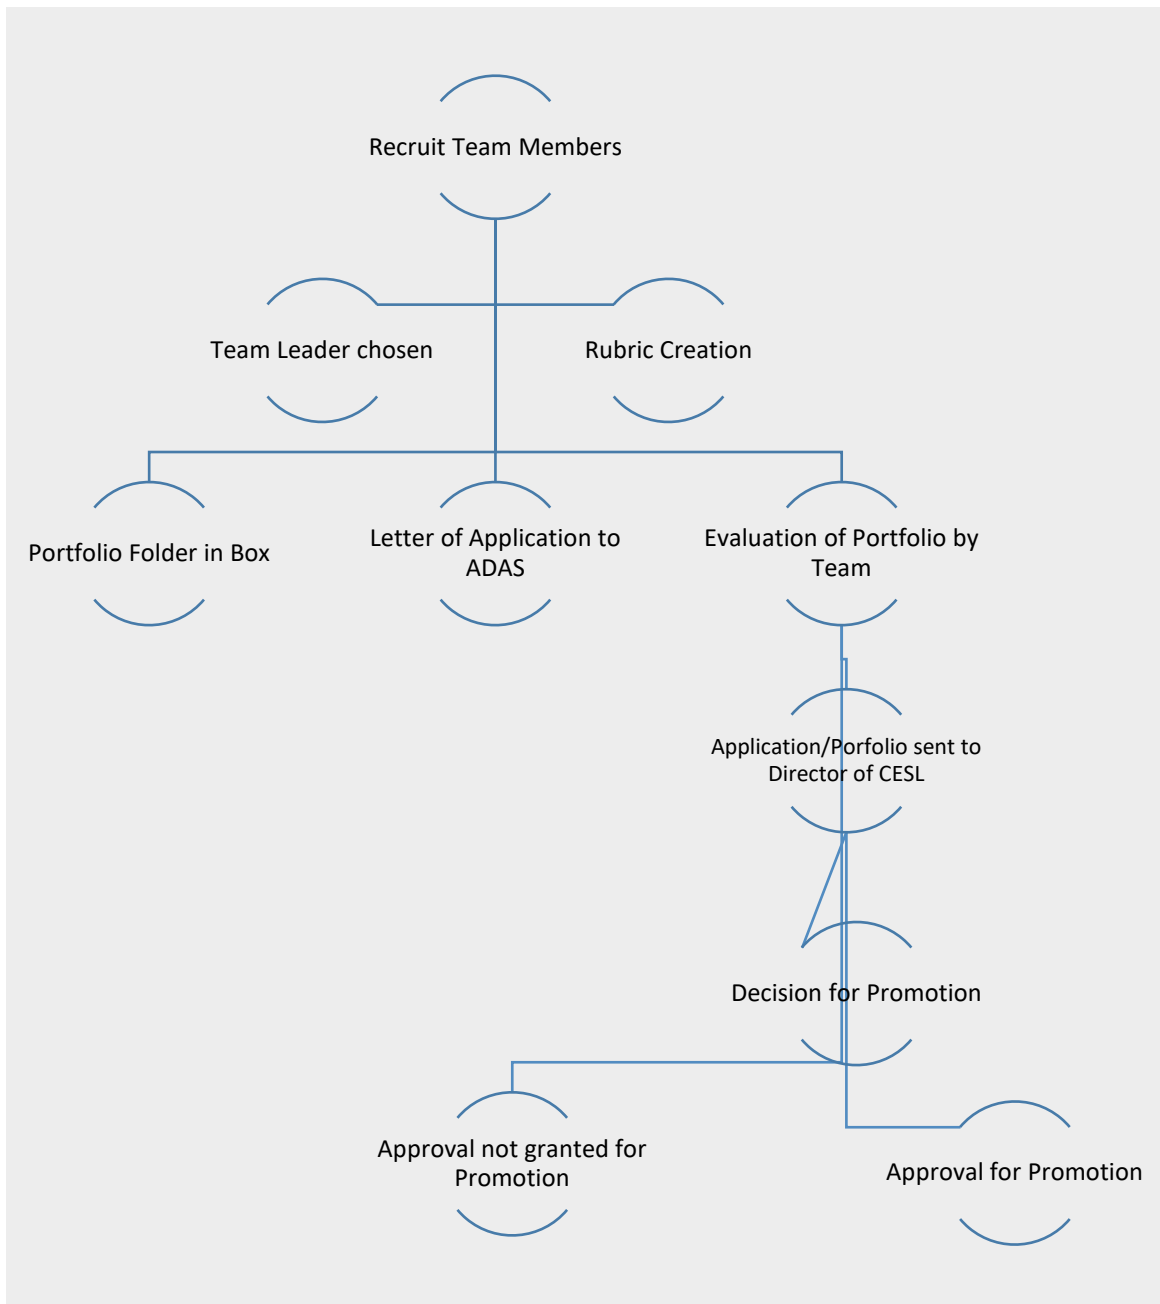 Recruit Team Members
Team Leader chosen
Rubric Creation
Portfolio Folder in Box
Letter of Application to
ADAS
Evaluation of Portfolio by
Team
Application/Porfolio sent to
Director of CESL
Decision for Promotion
Approval not granted for
Promotion
Approval for Promotion